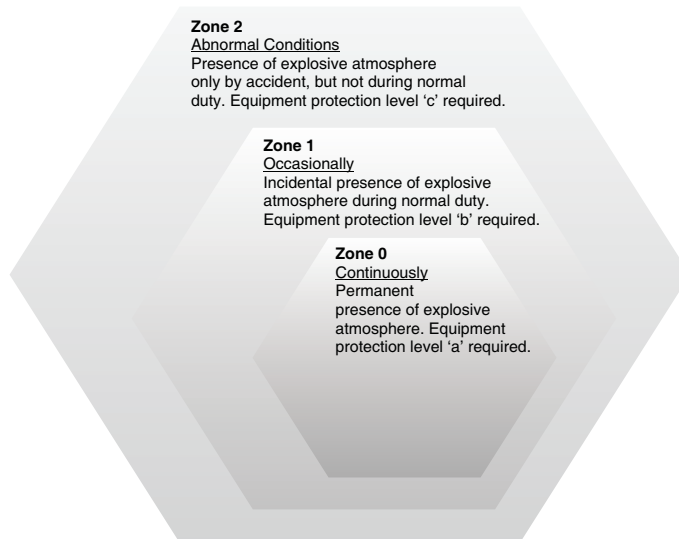 Zone 2
Abnormal Conditions
Presence of explosive atmosphere
only by accident, but not during normal
duty. Equipment protection level ‘c’ required.
Zone 1
Occasionally
Incidental presence of explosive
atmosphere during normal duty.
Equipment protection level ‘b’ required.
Zone 0
Continuously
Permanent
presence of explosive
atmosphere. Equipment
protection level ‘a’ required.